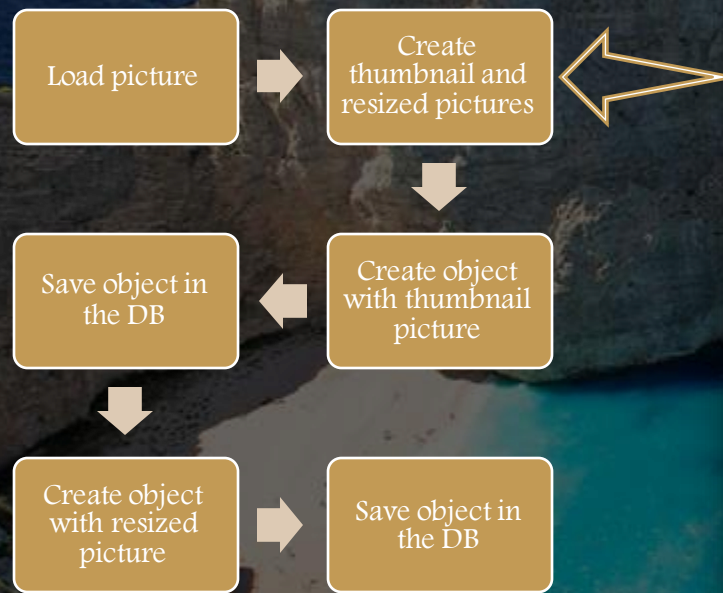 Load picture
Create
thumbnail and
resized pictures
Create object
with thumbnail
picture
Save object in
the DB
Create object
with resized
picture
Save object in
the DB